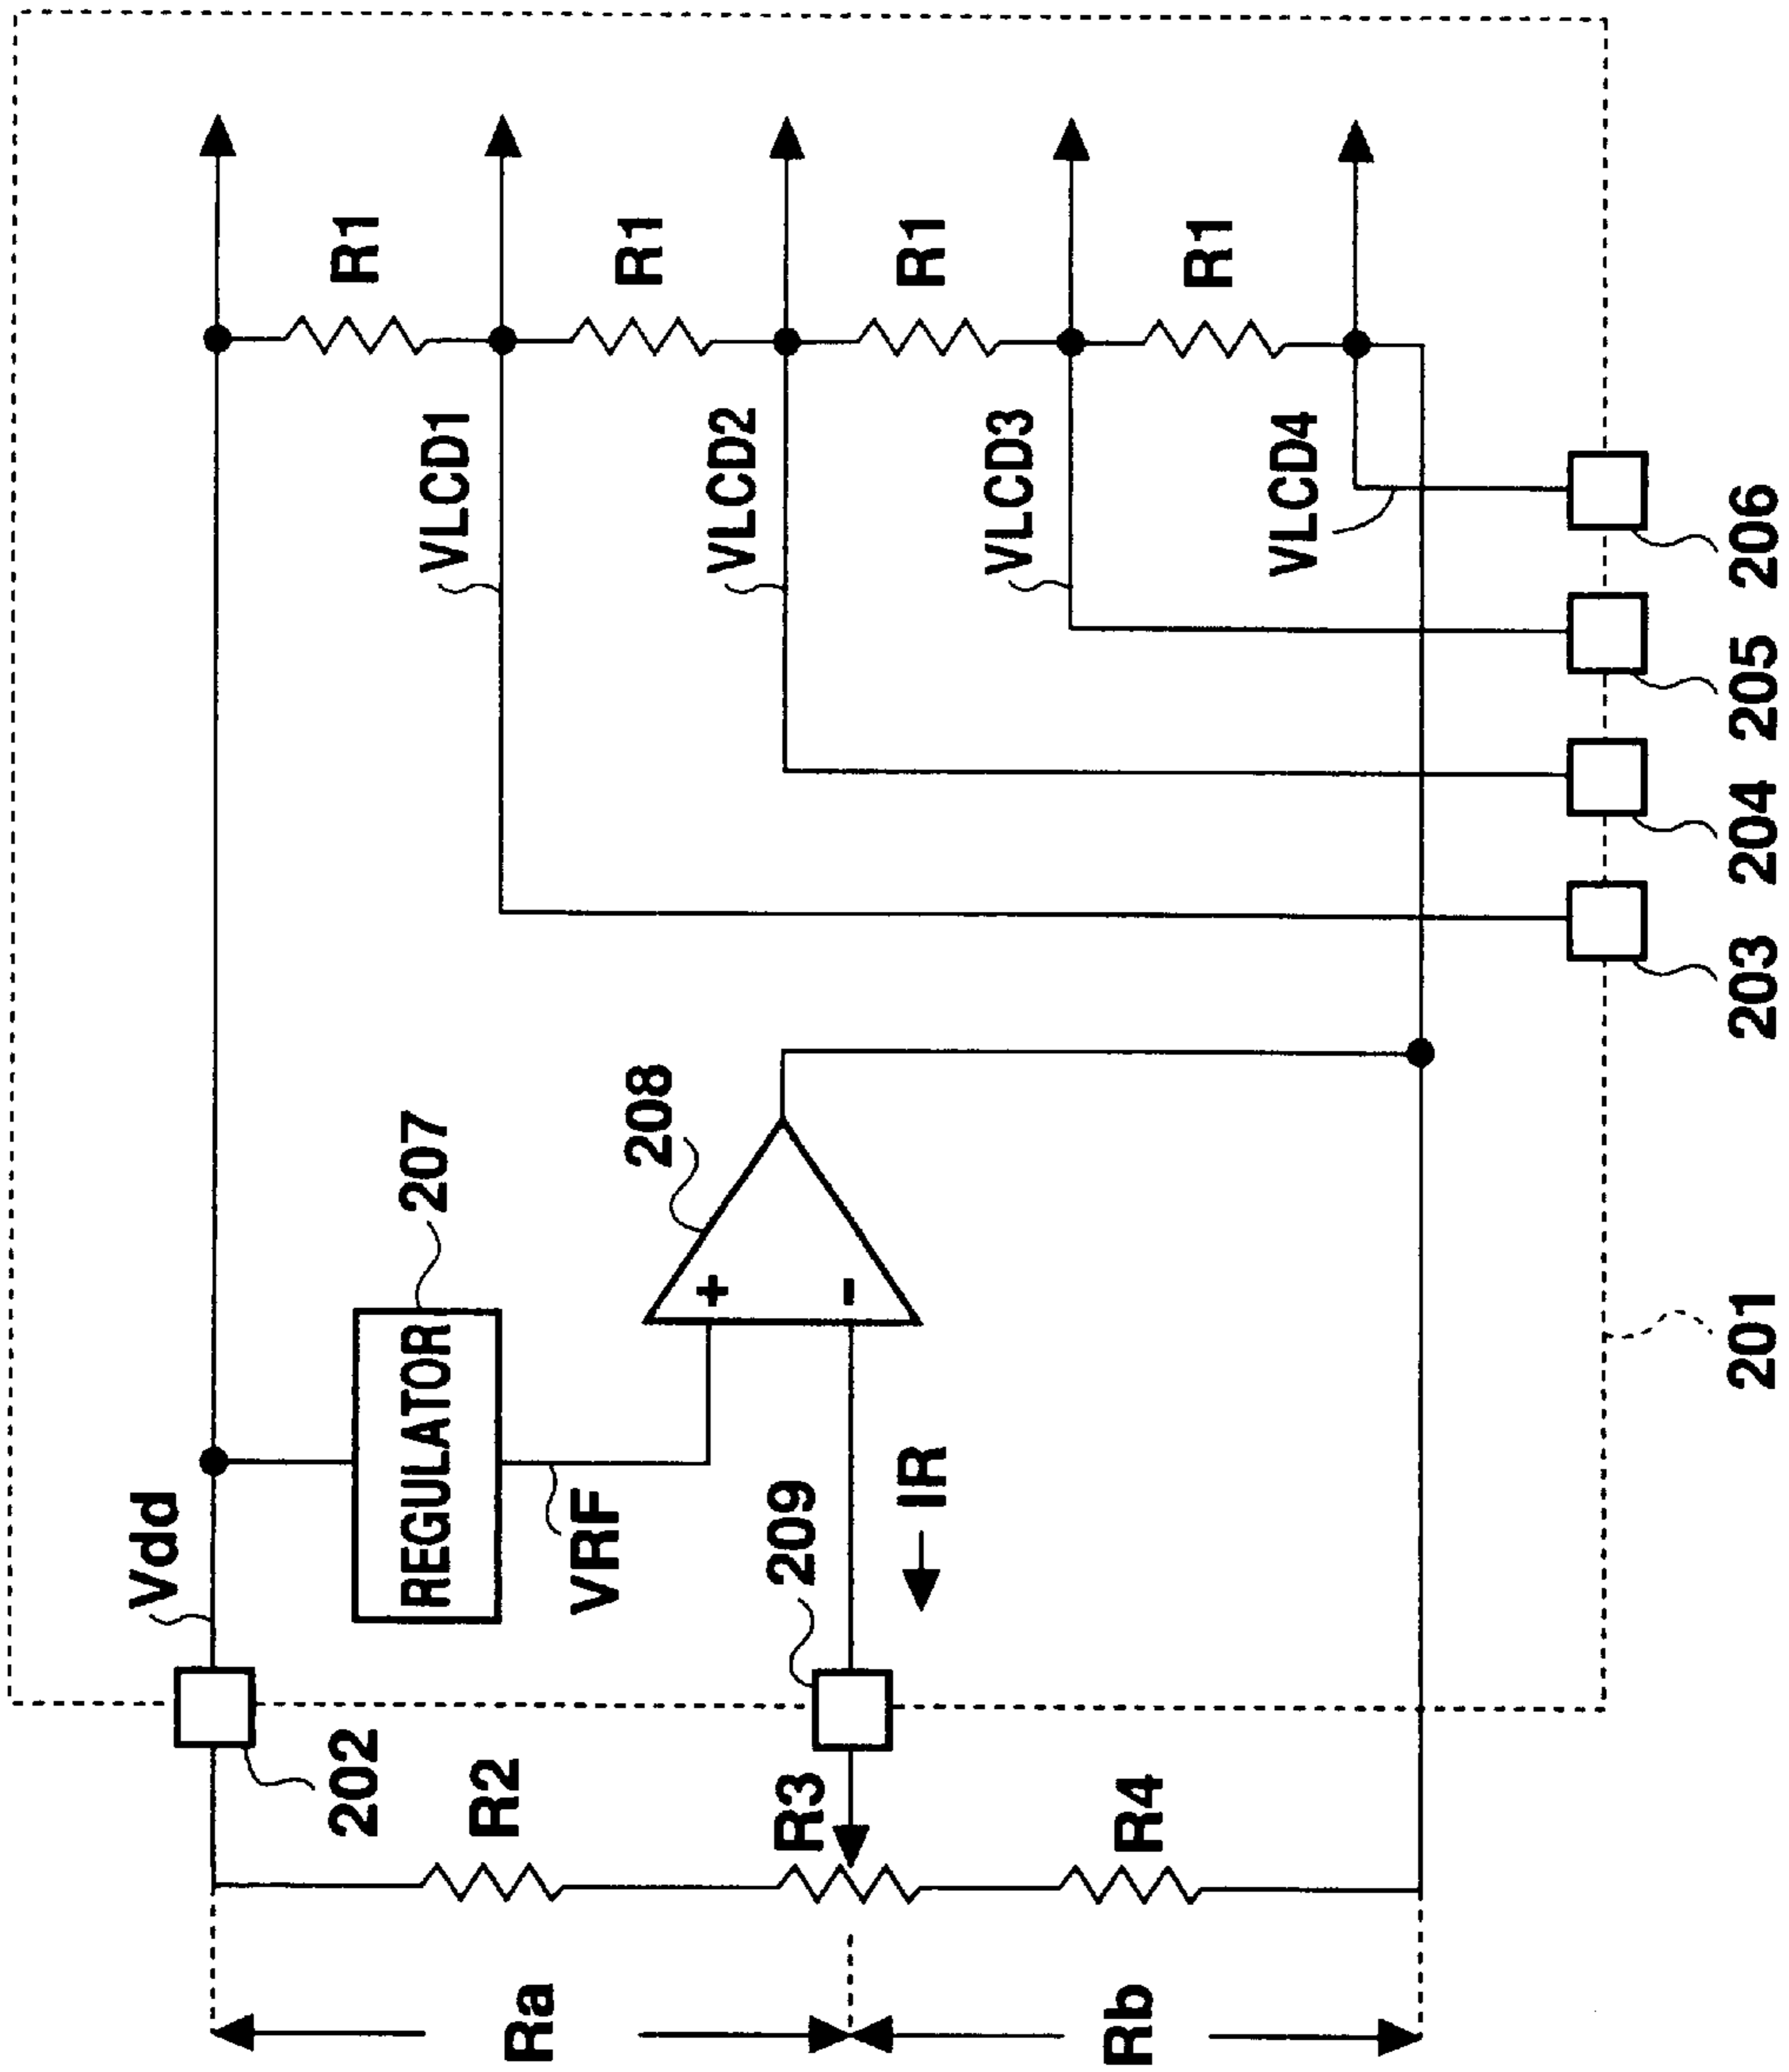 R1
R1
R1
R1
VLCD1
VLCD2
VLCD3
VLCD4
206
205
204
203
207
208
REGULATOR
+
-
201
Vdd
VRF
209
IR
202
R2
R3
R4
Ra
Rb